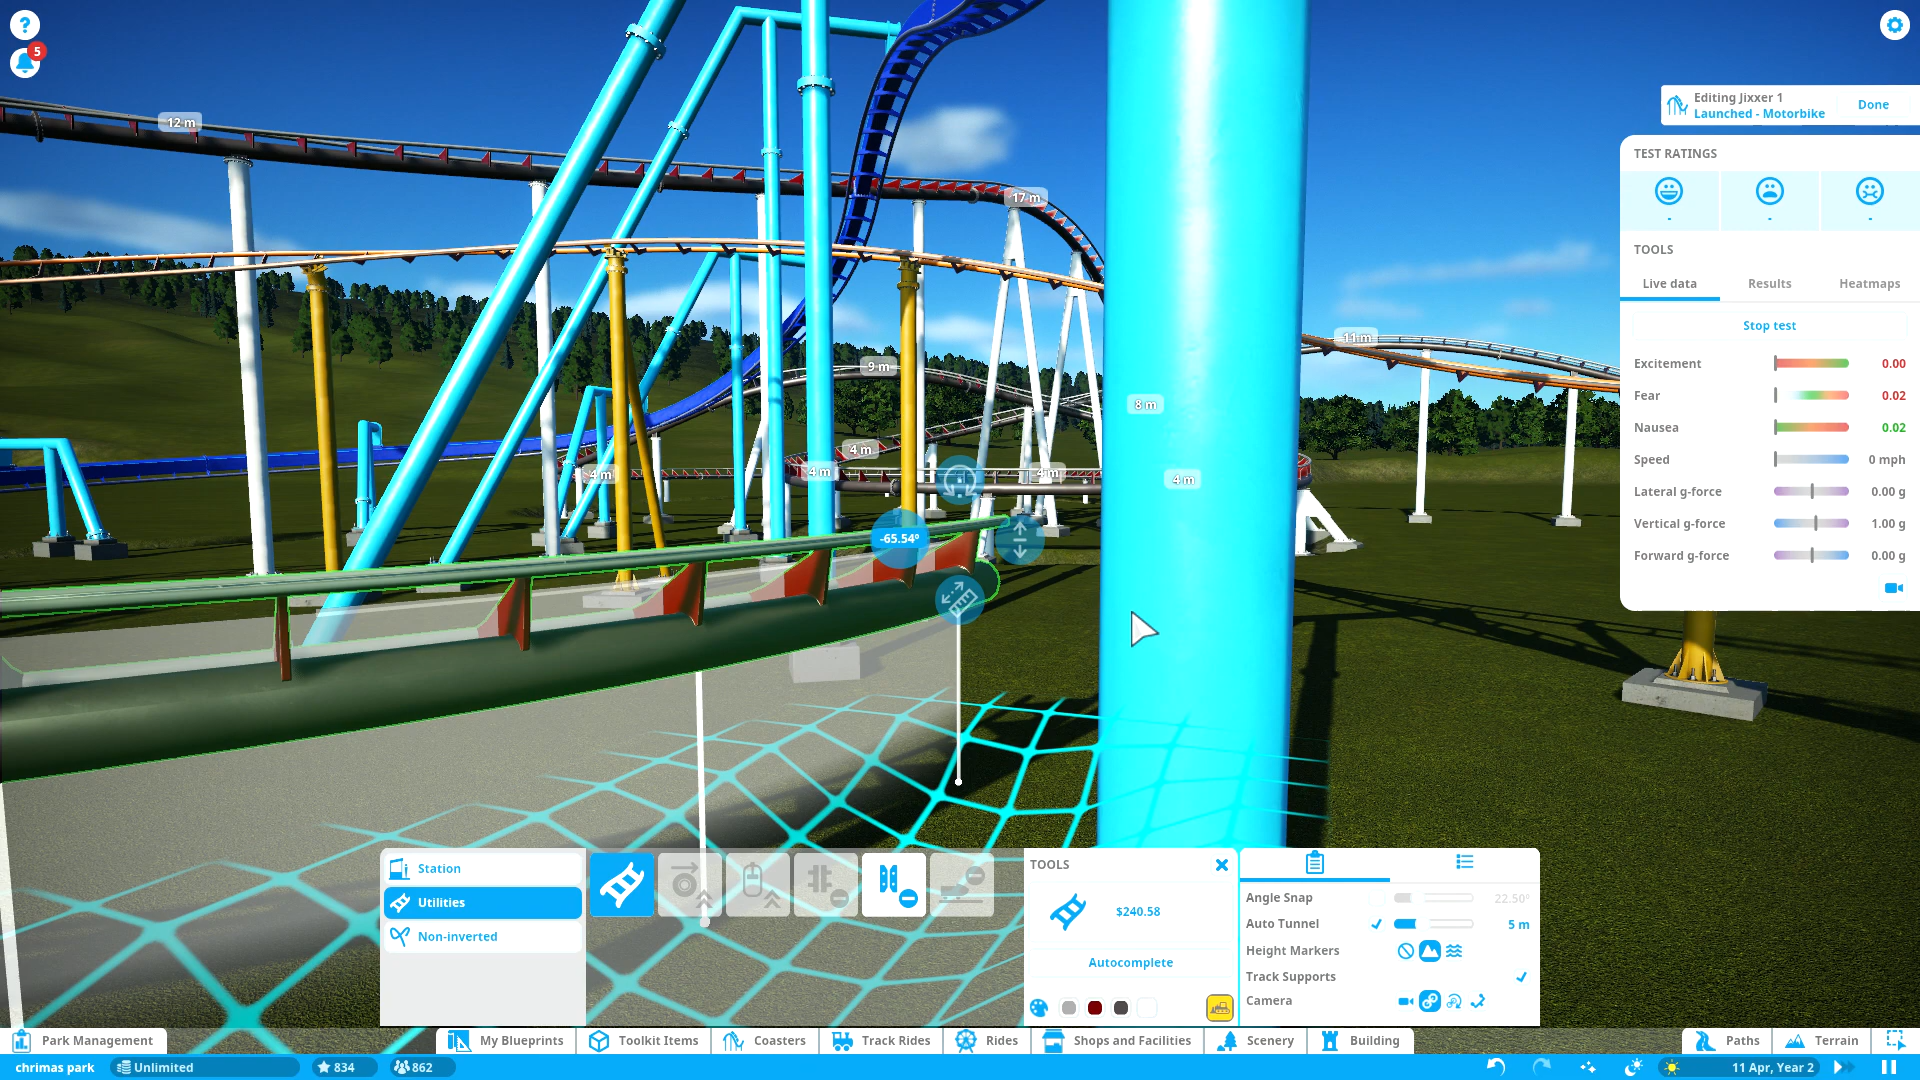 ?
5
Editing Jixxer 1
Launched - Motorbike
Done
TEST RATINGS
- - -
TOOLS
Live data Results Heatmaps
Stop test
Excitement 0.00
Fear 0.02
Nausea 0.02
Speed 0 mph
Lateral g-force 0.00 g
Vertical g-force 1.00 g
Forward g-force 0.00 g
12 m
17 m
11 m
9 m
8 m
4 m
4 m
4 m
4 m
4 m
-65.54º
Station
Utilities
Non-inverted
TOOLS
$240.58
Autocomplete
Angle Snap 22.50º
Auto Tunnel 5 m
Height Markers
Track Supports
Camera
Park Management
My Blueprints Toolkit Items Coasters Track Rides Rides Shops and Facilities Scenery Building
Paths Terrain
chrimas park Unlimited 834 862
11 Apr, Year 2